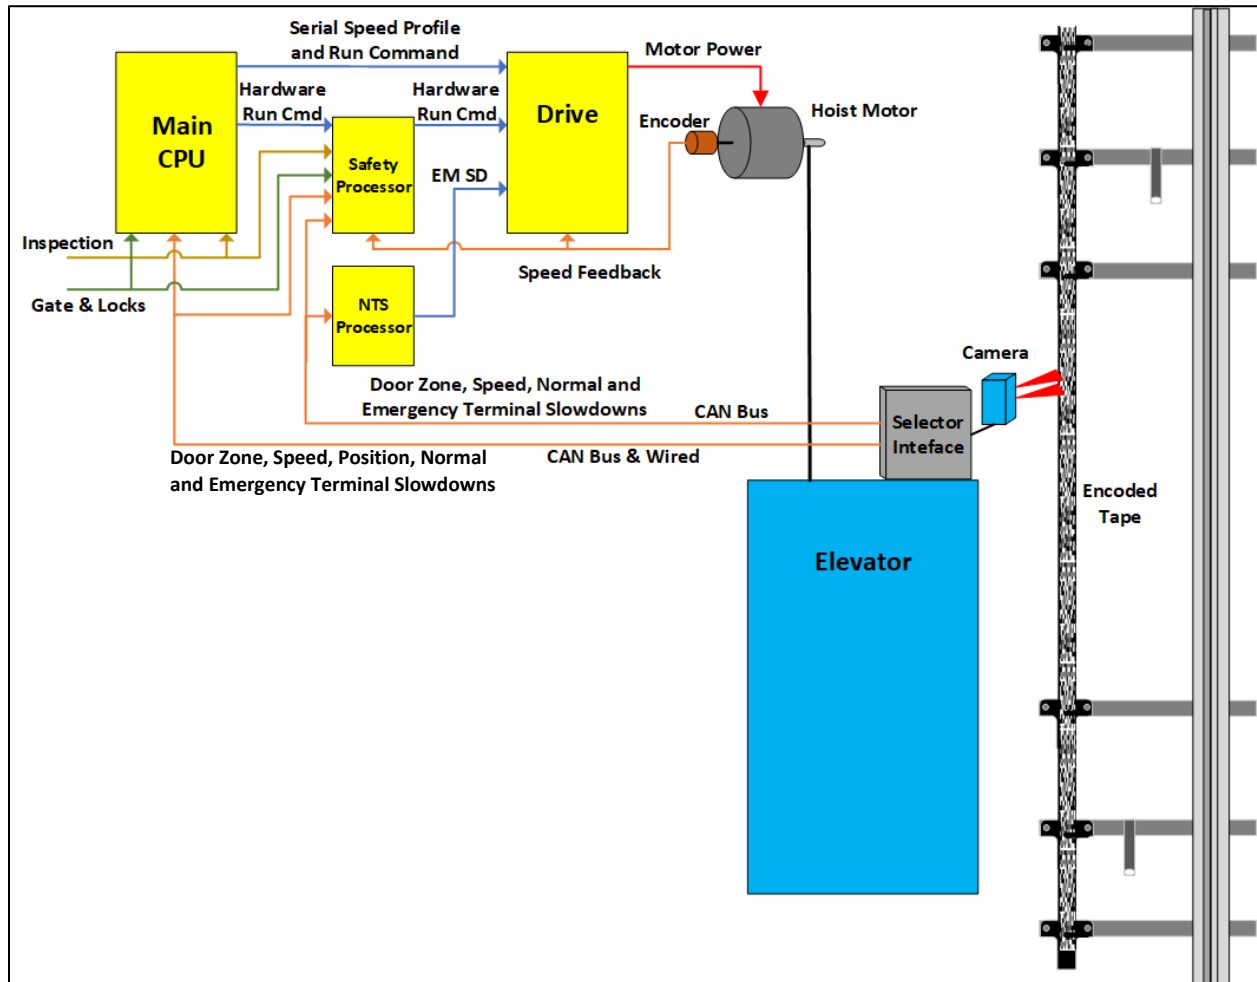 Serial Speed Profile
and Run Command
Motor Power
Hardware
Run Cmd
Hardware
Run Cmd
Main
CPU
Drive
Encoder
Hoist Motor
Safety
Processor
EM SD
Inspection
Speed Feedback
Gate & Locks
NTS
Processor
Camera
Door Zone, Speed, Normal and
Emergency Terminal Slowdowns
CAN Bus
Selector
Inteface
Door Zone, Speed, Position, Normal
and Emergency Terminal Slowdowns
CAN Bus & Wired
Encoded
Tape
Elevator